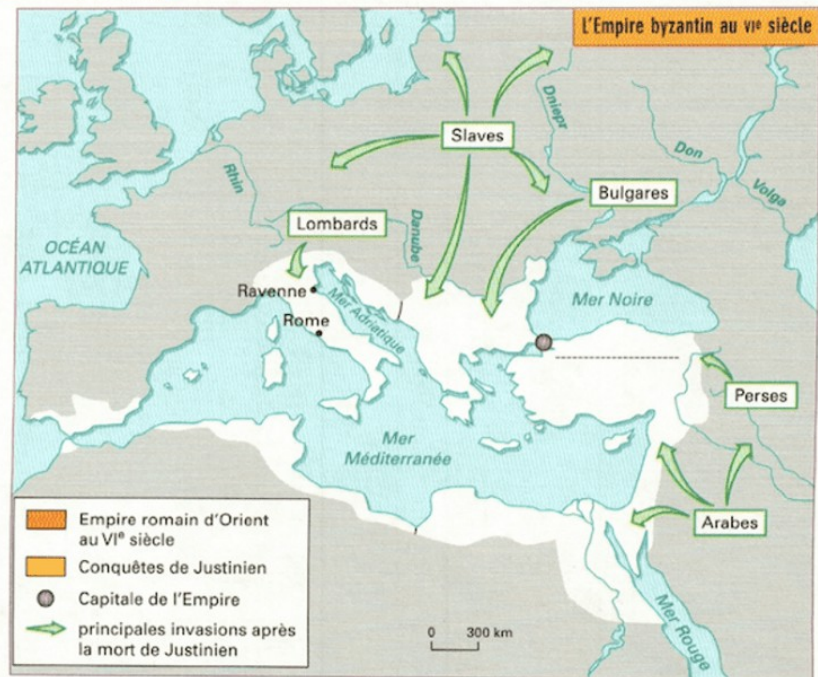 L'Empire byzantin au VIe siècle
Slaves
Dniepr
Don
Volga
Bulgares
Rhin
Lombards
Danube
OCÉAN
ATLANTIQUE
Ravenne
Mer Adriatique
Mer Noire
Rome
Perses
Mer
Méditerranée
Arabes
Mer Rouge
Empire romain d'Orient
au VIe siècle
Conquêtes de Justinien
Capitale de l'Empire
principales invasions après
la mort de Justinien
0 300 km